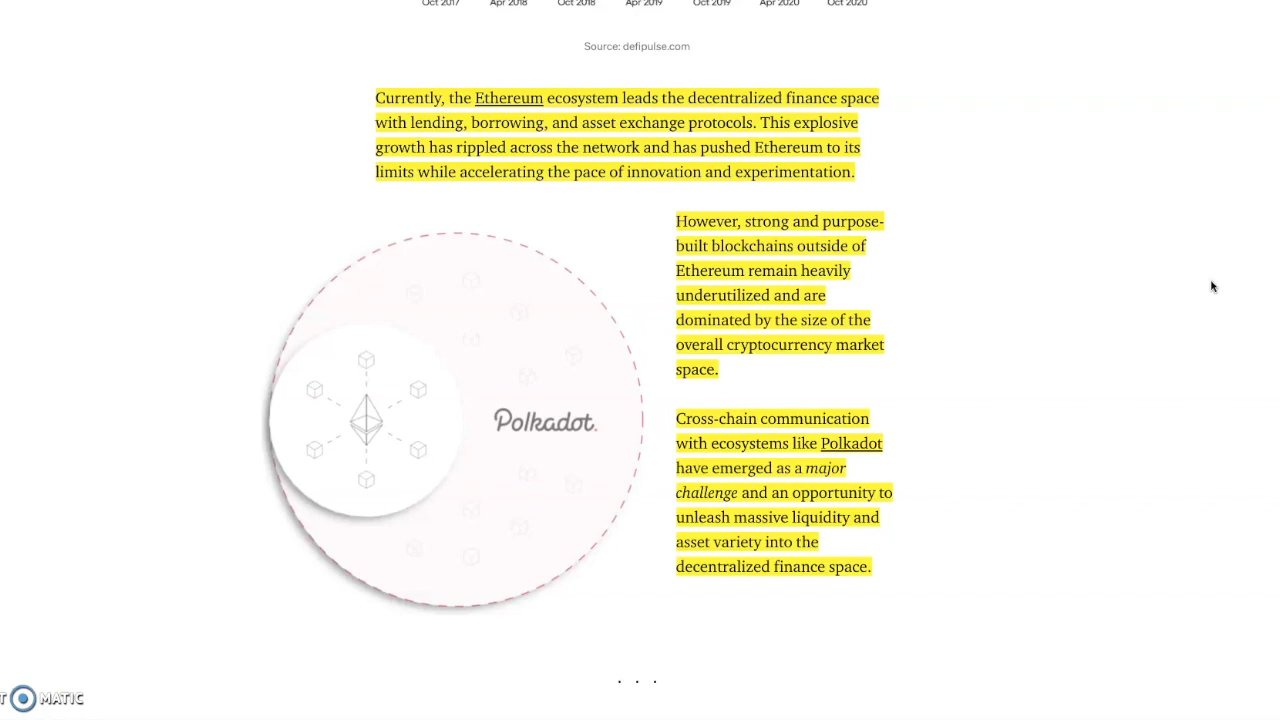 Oct 2017 Apr 2018 Oct 2018 Apr 2019 Oct 2019 Apr 2020 Oct 2020
Source: defipulse.com
Currently, the Ethereum ecosystem leads the decentralized finance space
with lending, borrowing, and asset exchange protocols. This explosive
growth has rippled across the network and has pushed Ethereum to its
limits while accelerating the pace of innovation and experimentation.
However, strong and purpose-
built blockchains outside of
Ethereum remain heavily
underutilized and are
dominated by the size of the
overall cryptocurrency market
space.
Polkadot.
Cross-chain communication
with ecosystems like Polkadot
have emerged as a major
challenge and an opportunity to
unleash massive liquidity and
asset variety into the
decentralized finance space.
. . .
T MATIC